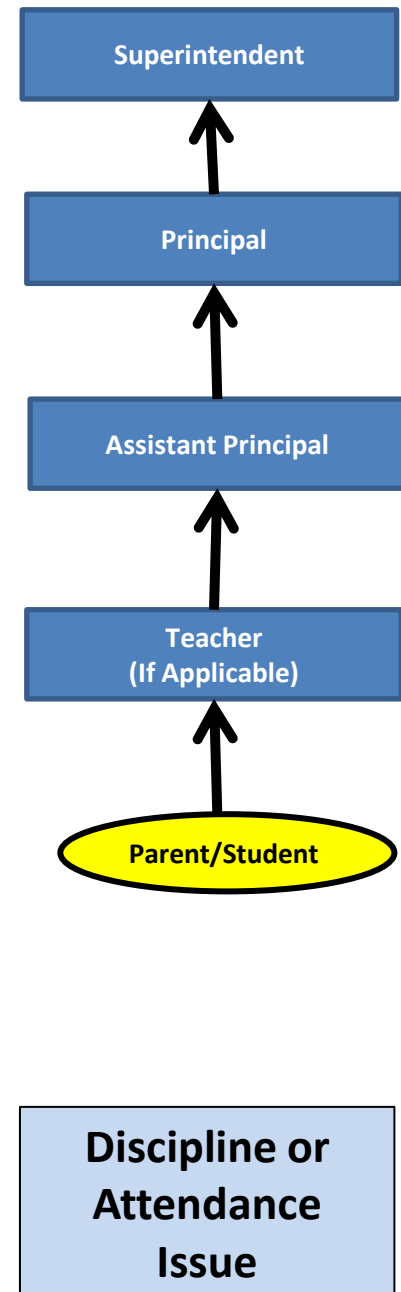 Superintendent
Principal
Assistant Principal
Teacher
(If Applicable)
Parent/Student
Discipline or
Attendance
Issue